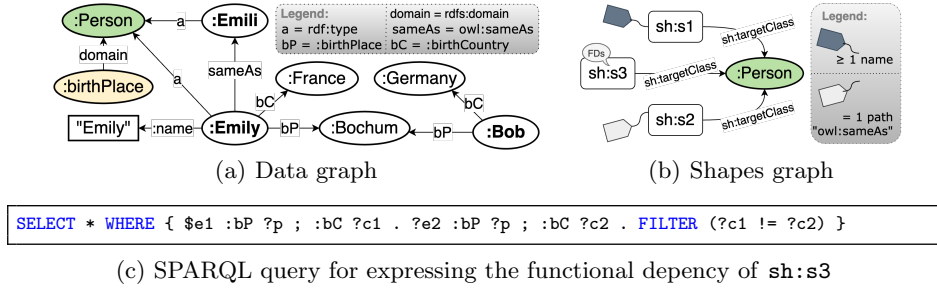 :Person
a
:Emili
Legend:
domain = rdfs:domain
a = rdf:type
sameAs = owl:sameAs
bP = :birthPlace
bC = :birthCountry
domain
a
sameAs
:France
:Germany
:birthPlace
bC
bC
"Emily"
:name
:Emily
bP
:Bochum
bP
:Bob
(a) Data graph
sh:s1
sh:targetClass
Legend:
FDs
≥ 1 name
sh:s3
sh:targetClass
:Person
sh:s2
sh:targetClass
= 1 path
"owl:sameAs"
(b) Shapes graph
SELECT * WHERE { $e1 :bP ?p ; :bC ?c1 . ?e2 :bP ?p ; :bC ?c2 . FILTER (?c1 != ?c2) }
(c) SPARQL query for expressing the functional depency of sh:s3